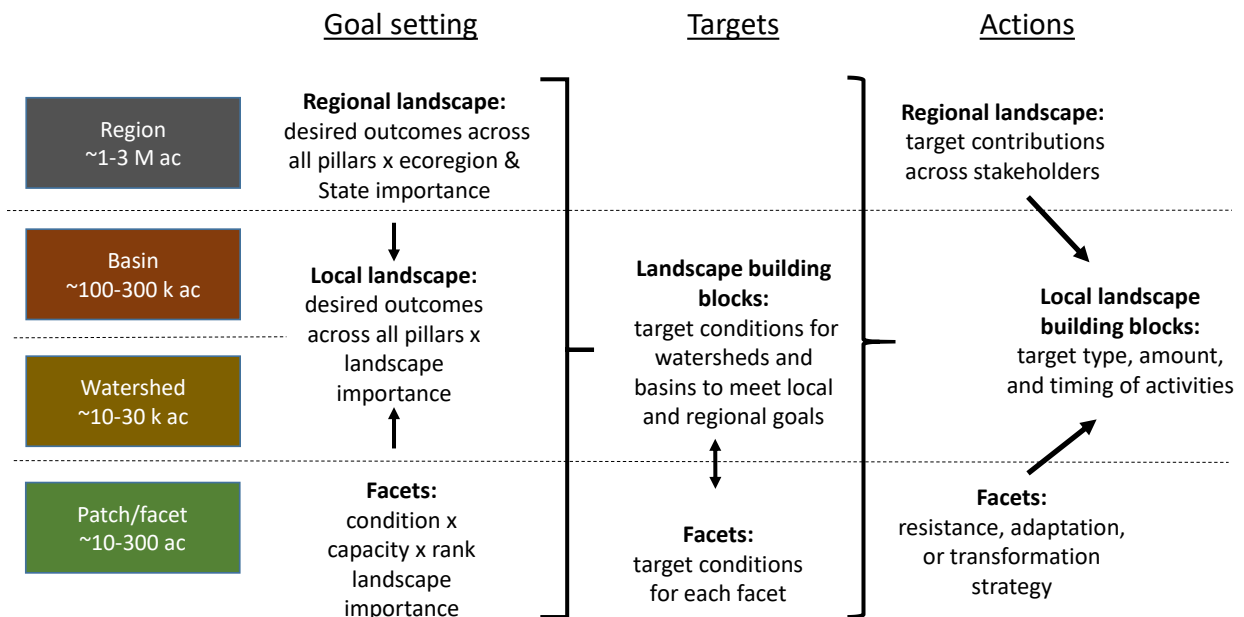 Goal setting
Targets
Actions
Region
~1-3 M ac
Regional landscape:
desired outcomes across
all pillars x ecoregion &
State importance
Regional landscape:
target contributions
across stakeholders
Basin
~100-300 k ac
Local landscape:
desired outcomes
across all pillars x
landscape
importance
Landscape building
blocks:
target conditions for
watersheds and
basins to meet local
and regional goals
Local landscape
building blocks:
target type, amount,
and timing of activities
Watershed
~10-30 k ac
Patch/facet
~10-300 ac
Facets:
condition x
capacity x rank
landscape
importance
Facets:
target conditions
for each facet
Facets:
resistance, adaptation,
or transformation
strategy